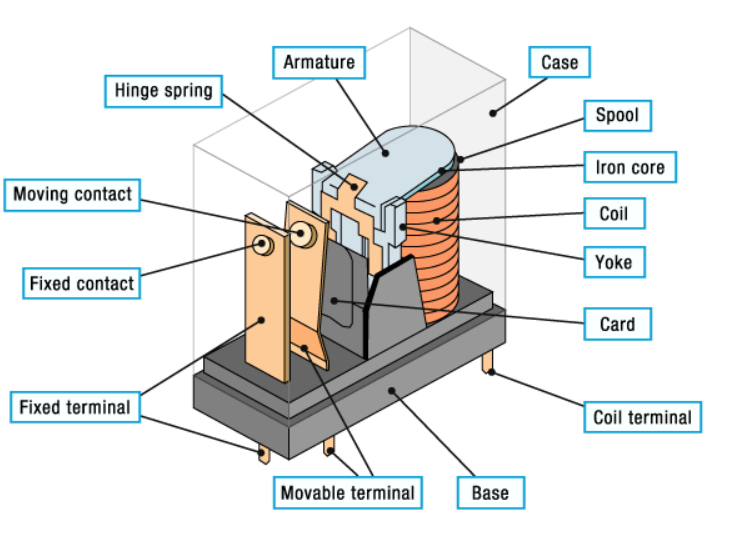 Armature
Case
Hinge spring
Spool
Iron core
Moving contact
Coil
Yoke
Fixed contact
Card
Fixed terminal
Coil terminal
Movable terminal
Base